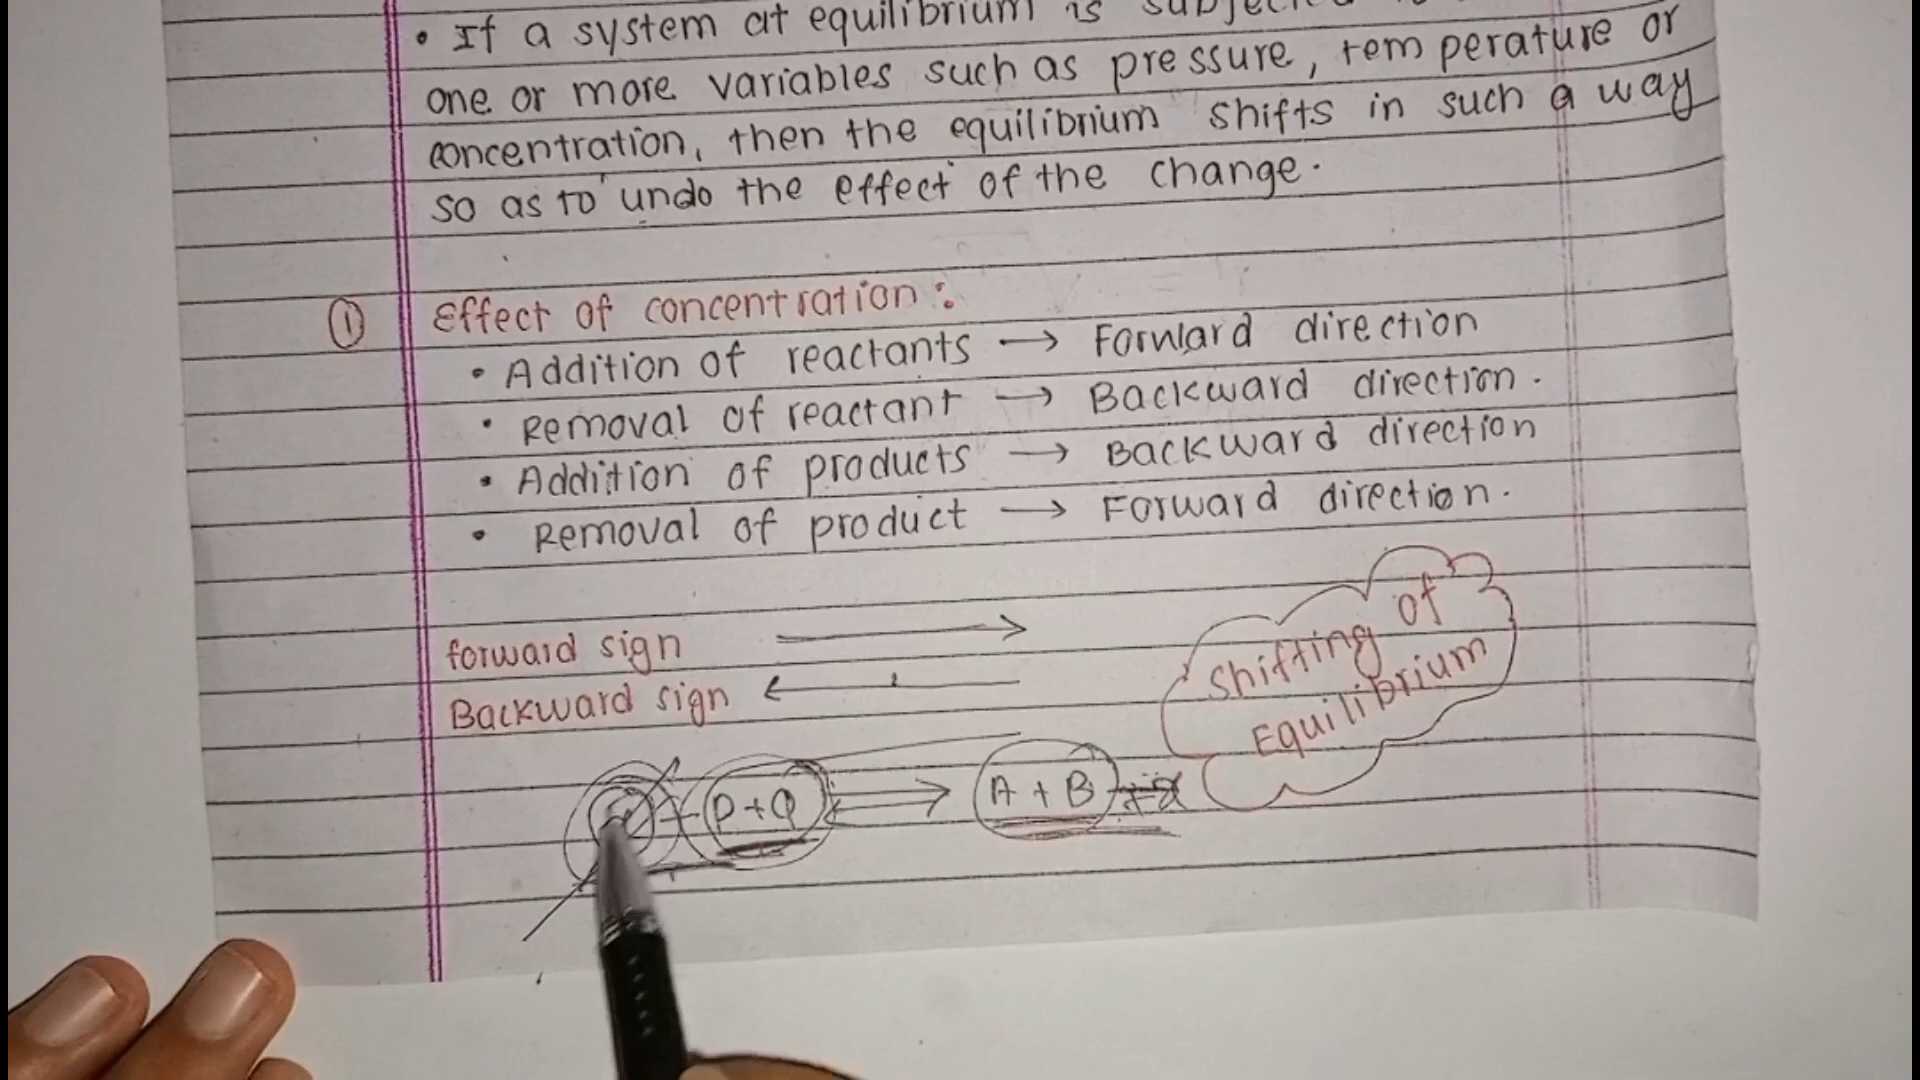 • If a system at equilibrium is subjected
one or more variables such as pressure, temperature or
concentration, then the equilibrium shifts in such a way
so as to undo the effect of the change.
① Effect of concentration :
• Addition of reactants → Forward direction
• Removal of reactant → Backward direction.
• Addition of products → Backward direction
• Removal of product → Forward direction.
forward sign →
Backward sign ←
Shifting of
Equilibrium
P+Q ⇌ A + B